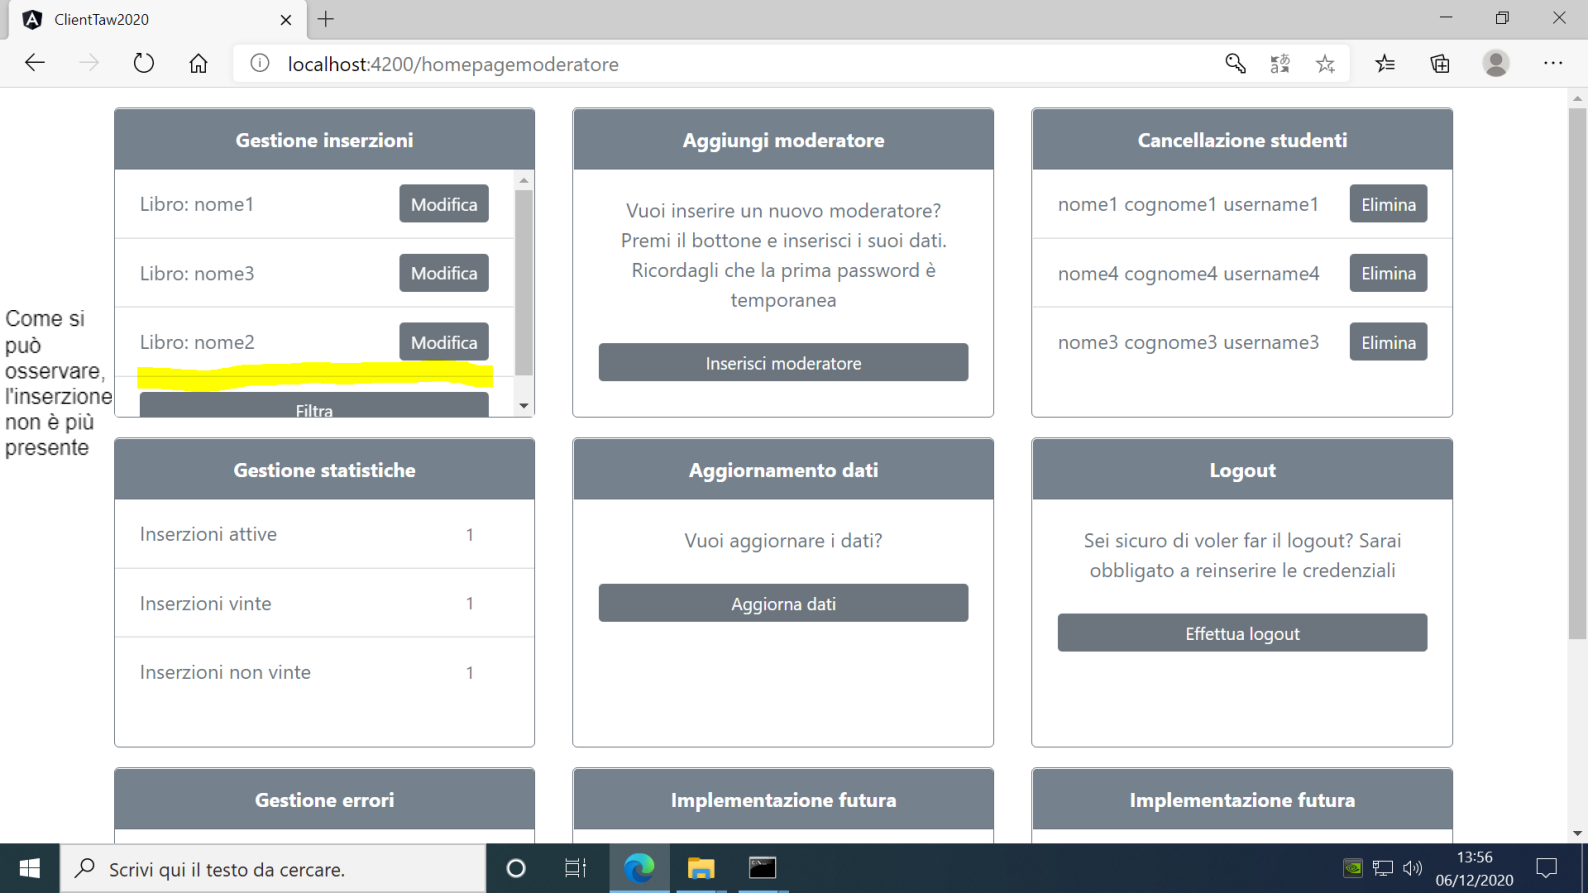 ClientTaw2020
localhost:4200/homepagemoderatore
Come si
può
osservare,
l'inserzione
non è più
presente
Gestione inserzioni
Libro: nome1
Modifica
Libro: nome3
Modifica
Libro: nome2
Modifica
Filtra
Aggiungi moderatore
Vuoi inserire un nuovo moderatore?
Premi il bottone e inserisci i suoi dati.
Ricordagli che la prima password è
temporanea
Inserisci moderatore
Cancellazione studenti
nome1 cognome1 username1
Elimina
nome4 cognome4 username4
Elimina
nome3 cognome3 username3
Elimina
Gestione statistiche
Inserzioni attive 1
Inserzioni vinte 1
Inserzioni non vinte 1
Aggiornamento dati
Vuoi aggiornare i dati?
Aggiorna dati
Logout
Sei sicuro di voler far il logout? Sarai
obbligato a reinserire le credenziali
Effettua logout
Gestione errori
Implementazione futura
Implementazione futura
Scrivi qui il testo da cercare.
13:56
06/12/2020